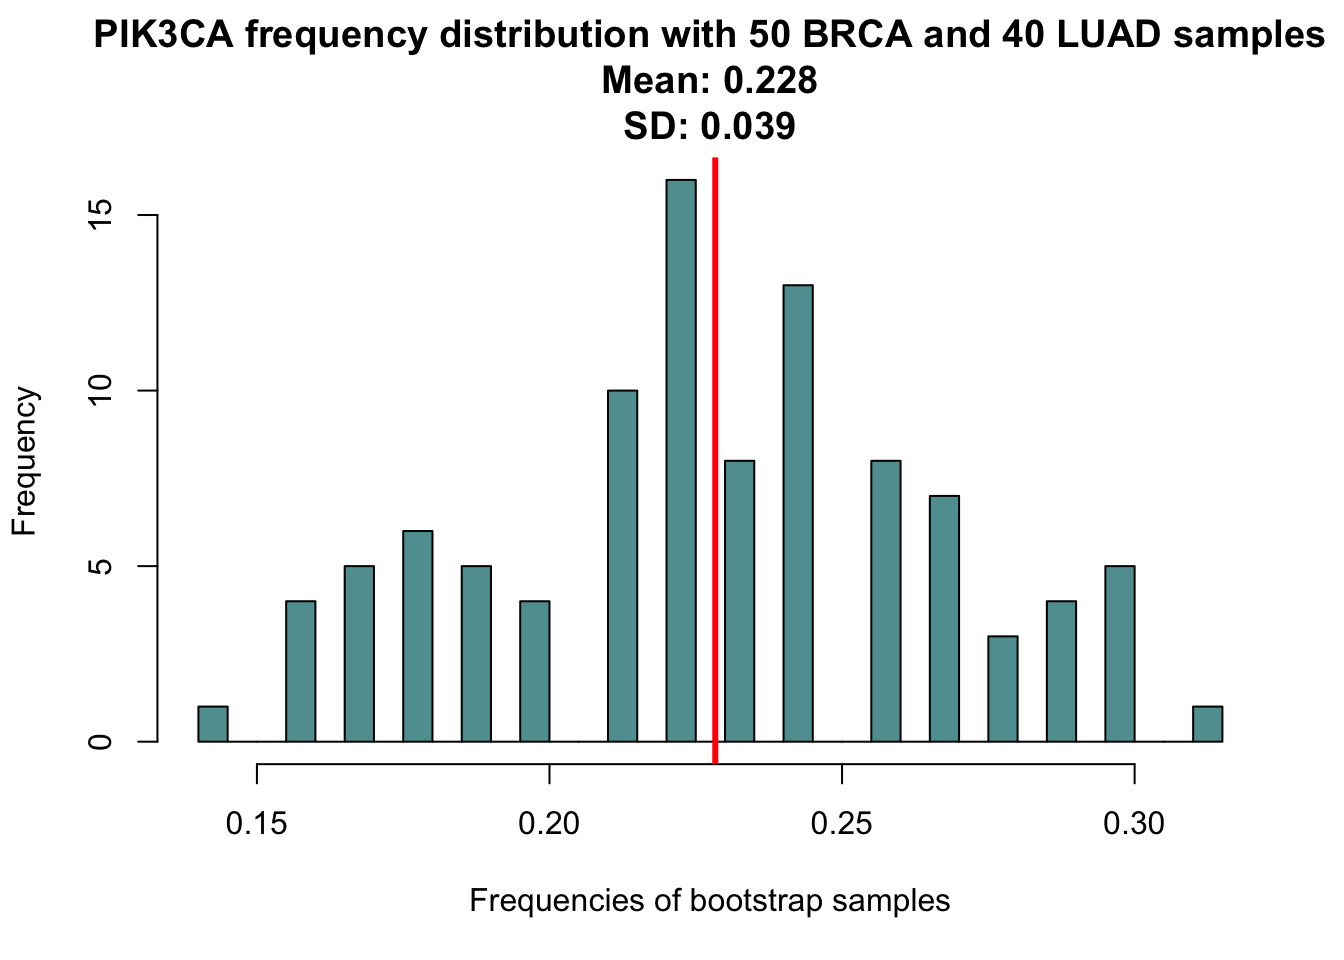 PIK3CA frequency distribution with 50 BRCA and 40 LUAD samples
Mean: 0.228
SD: 0.039
15
10
5
0
Frequency
0.15 0.20 0.25 0.30
Frequencies of bootstrap samples